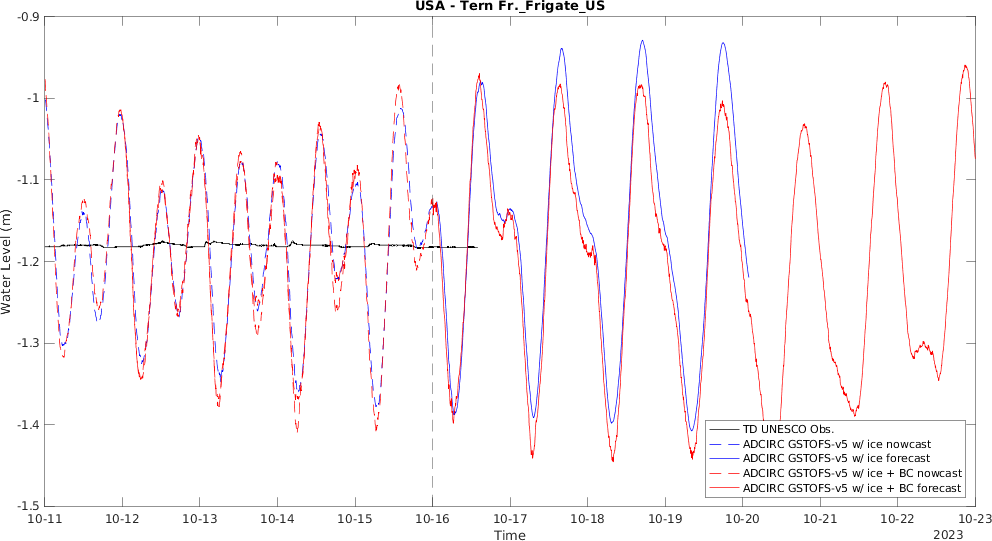 USA - Tern Fr._Frigate_US
-0.9
-1
-1.1
-1.2
-1.3
-1.4
-1.5
Water Level (m)
TD UNESCO Obs.
ADCIRC GSTOFS-v5 w/ ice nowcast
ADCIRC GSTOFS-v5 w/ ice forecast
ADCIRC GSTOFS-v5 w/ ice + BC nowcast
ADCIRC GSTOFS-v5 w/ ice + BC forecast
10-11 10-12 10-13 10-14 10-15 10-16 10-17 10-18 10-19 10-20 10-21 10-22 10-23
Time
2023